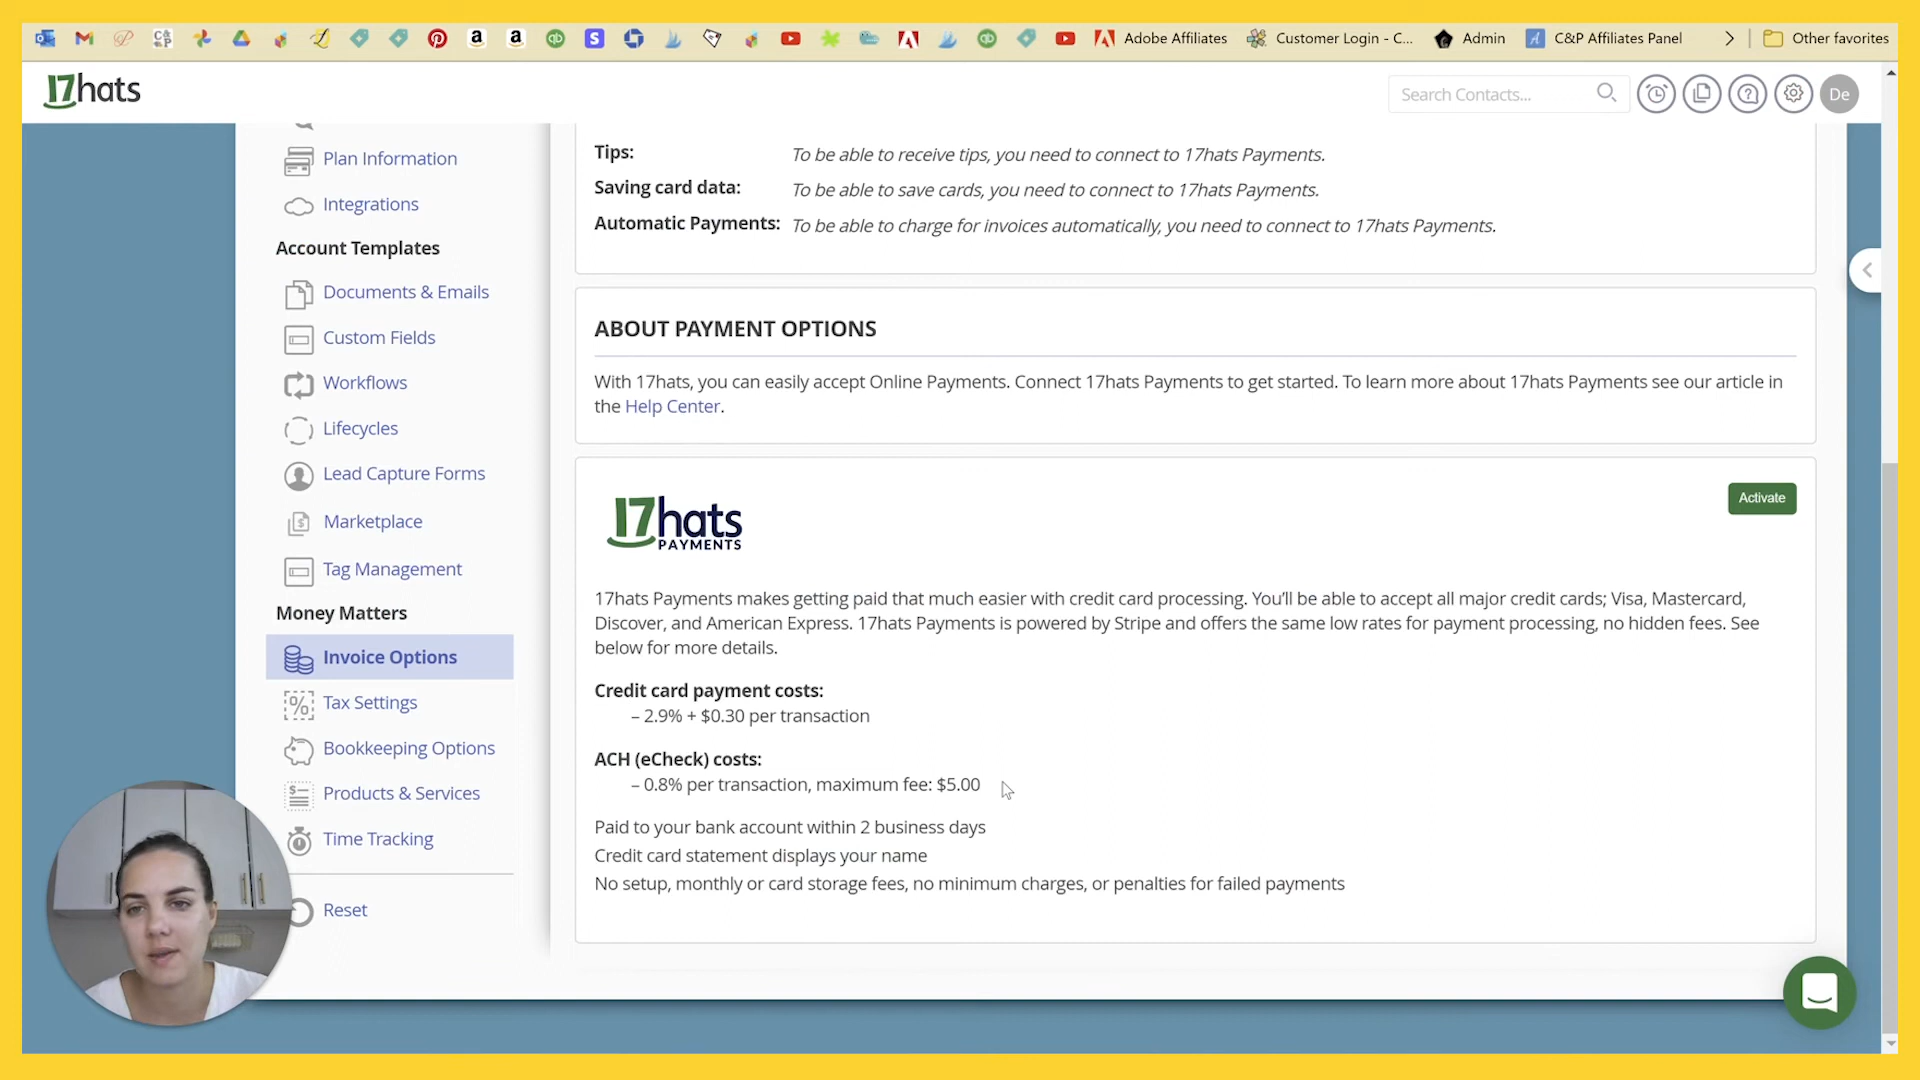 Adobe Affiliates
Customer Login - C...
Admin
C&P Affiliates Panel
Other favorites
17hats
Search Contacts...
De
Plan Information
Integrations
Account Templates
Documents & Emails
Custom Fields
Workflows
Lifecycles
Lead Capture Forms
Marketplace
Tag Management
Money Matters
Invoice Options
Tax Settings
Bookkeeping Options
Products & Services
Time Tracking
Reset
Tips: To be able to receive tips, you need to connect to 17hats Payments.
Saving card data: To be able to save cards, you need to connect to 17hats Payments.
Automatic Payments: To be able to charge for invoices automatically, you need to connect to 17hats Payments.
ABOUT PAYMENT OPTIONS
With 17hats, you can easily accept Online Payments. Connect 17hats Payments to get started. To learn more about 17hats Payments see our article in
the Help Center.
17hats
PAYMENTS
Activate
17hats Payments makes getting paid that much easier with credit card processing. You'll be able to accept all major credit cards; Visa, Mastercard,
Discover, and American Express. 17hats Payments is powered by Stripe and offers the same low rates for payment processing, no hidden fees. See
below for more details.
Credit card payment costs:
– 2.9% + $0.30 per transaction
ACH (eCheck) costs:
– 0.8% per transaction, maximum fee: $5.00
Paid to your bank account within 2 business days
Credit card statement displays your name
No setup, monthly or card storage fees, no minimum charges, or penalties for failed payments